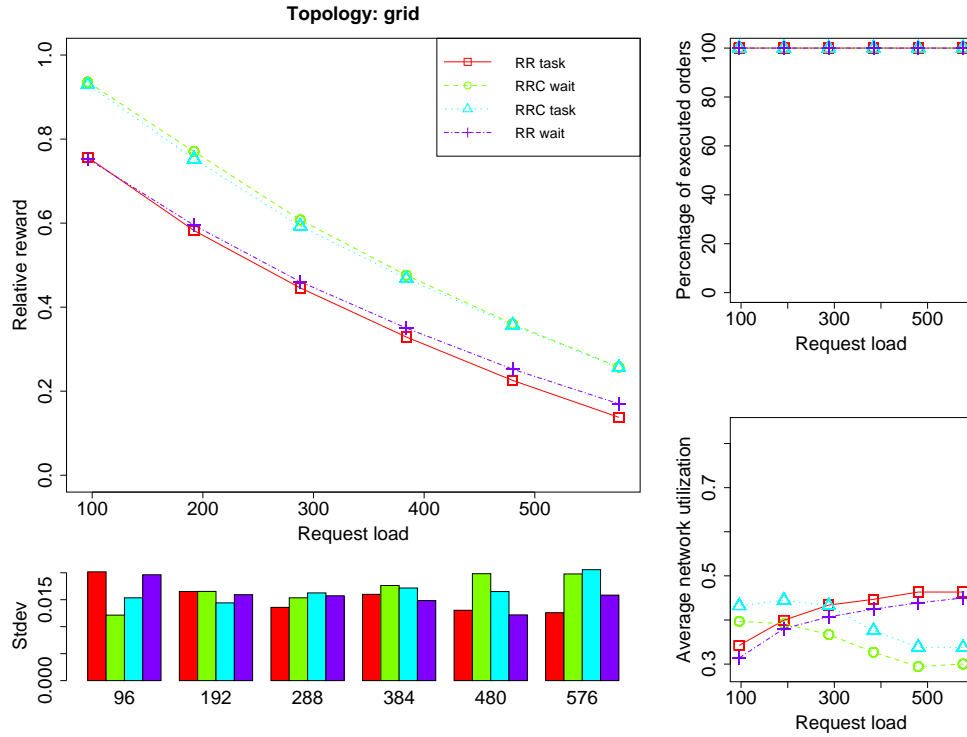 Topology: grid
Relative reward
0.0
0.2
0.4
0.6
0.8
1.0
RR task
RRC wait
RRC task
RR wait
100
200
300
400
500
Request load
Stdev
0.000
0.015
96
192
288
384
480
576
Percentage of executed orders
0
20
40
60
80
100
100
300
500
Request load
Average network utilization
0.3
0.5
0.7
100
300
500
Request load